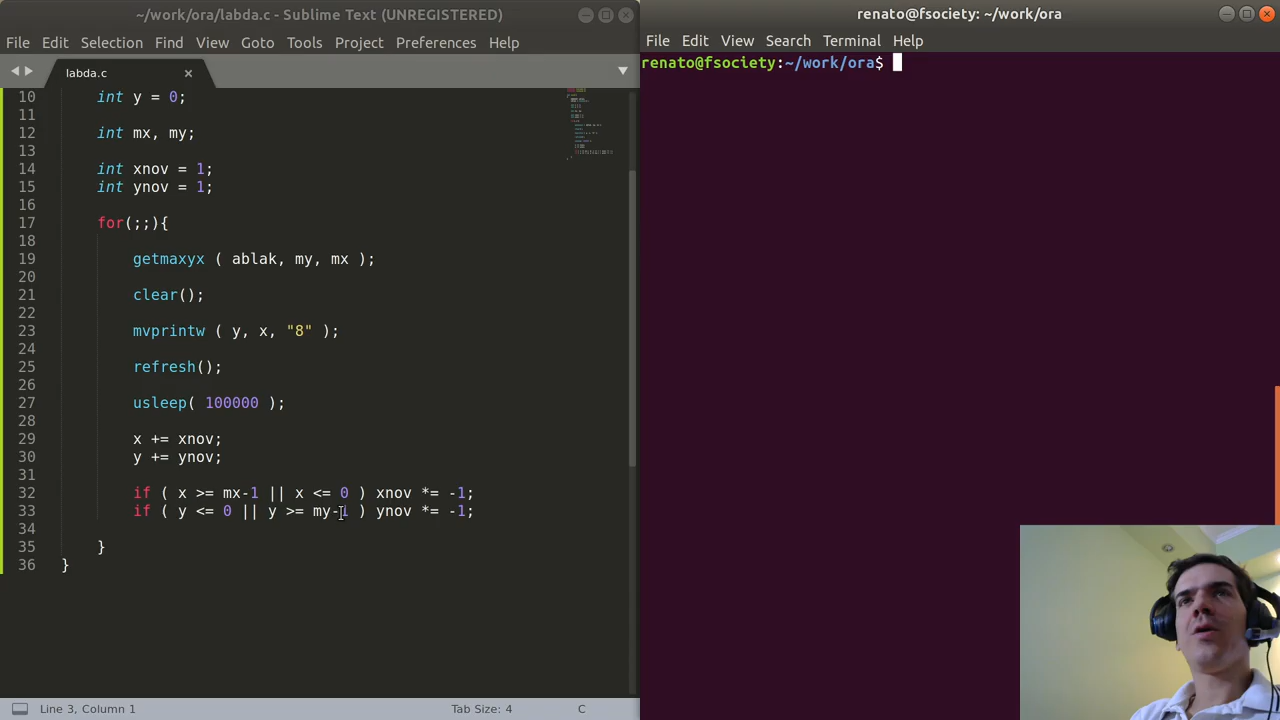 ~/work/ora/labda.c - Sublime Text (UNREGISTERED)
File Edit Selection Find View Goto Tools Project Preferences Help
labda.c
10 int y = 0;
11
12 int mx, my;
13
14 int xnov = 1;
15 int ynov = 1;
16
17 for(;;){
18
19 getmaxyx ( ablak, my, mx );
20
21 clear();
22
23 mvprintw ( y, x, "8" );
24
25 refresh();
26
27 usleep( 100000 );
28
29 x += xnov;
30 y += ynov;
31
32 if ( x >= mx-1 || x <= 0 ) xnov *= -1;
33 if ( y <= 0 || y >= my-1 ) ynov *= -1;
34
35 }
36 }
Line 3, Column 1 Tab Size: 4 C
renato@fsociety: ~/work/ora
File Edit View Search Terminal Help
renato@fsociety:~/work/ora$